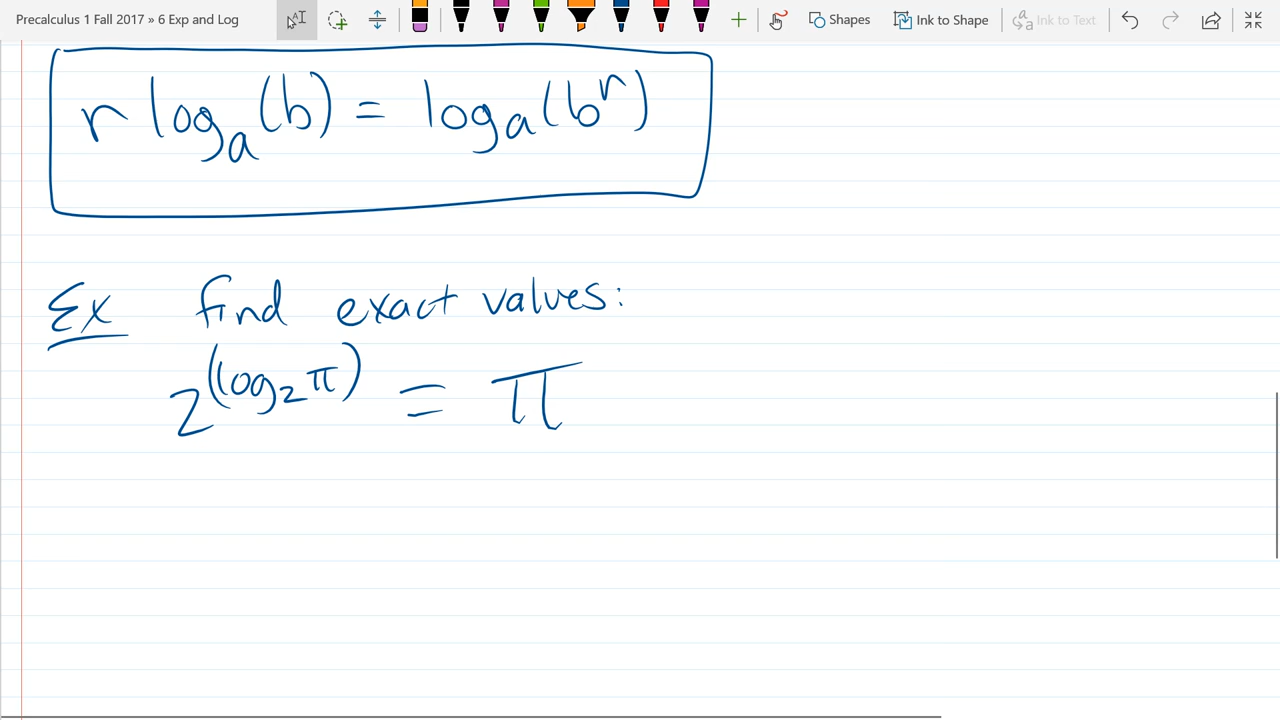 Precalculus 1 Fall 2017 » 6 Exp and Log
Shapes Ink to Shape Ink to Text
r log_a(b) = log_a(b^r)
Ex find exact values:
2^(log_2 π) = π